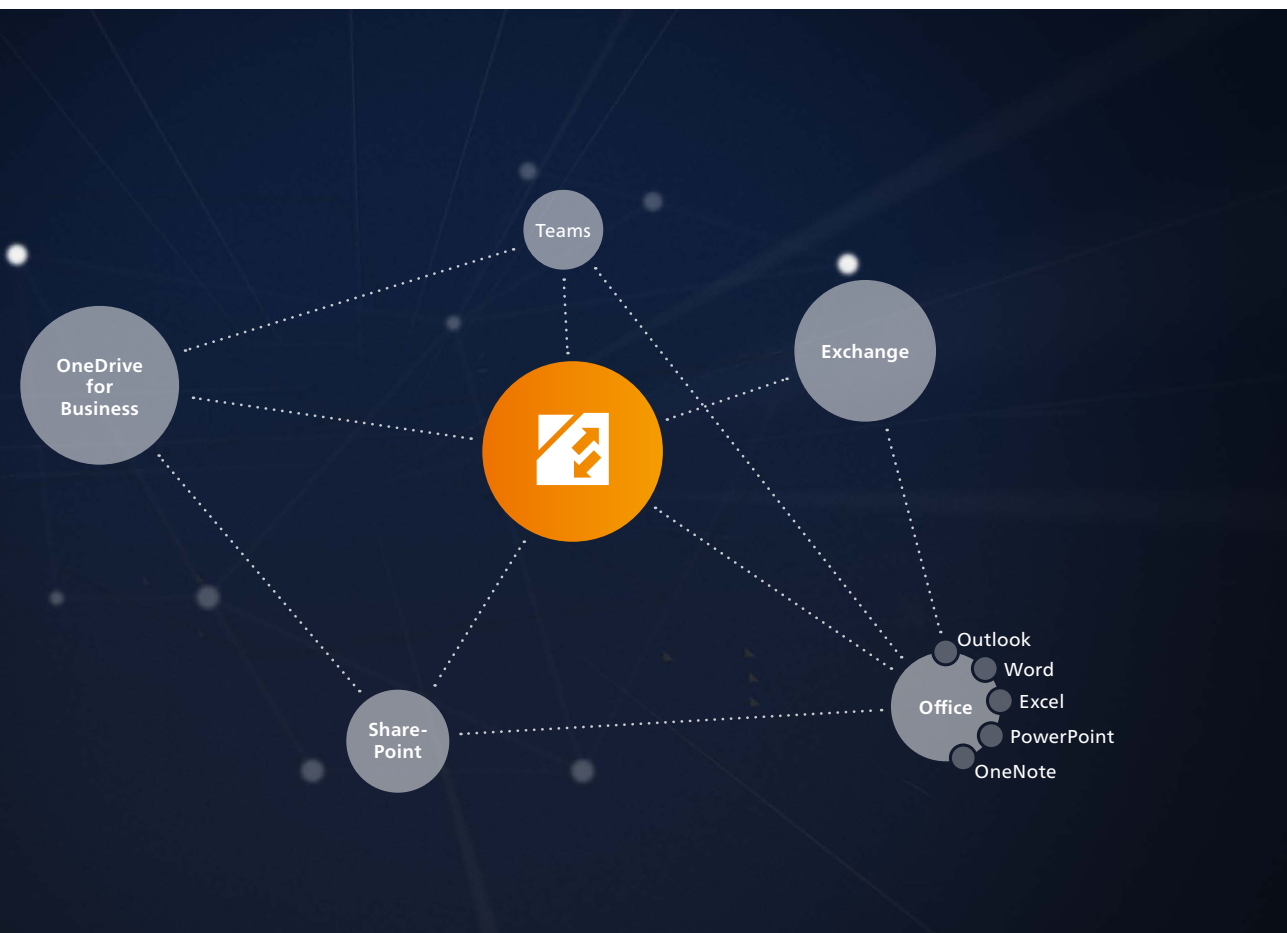 Teams
Exchange
OneDrive
for
Business
Outlook
Word
Excel
PowerPoint
OneNote
Office
Share-
Point